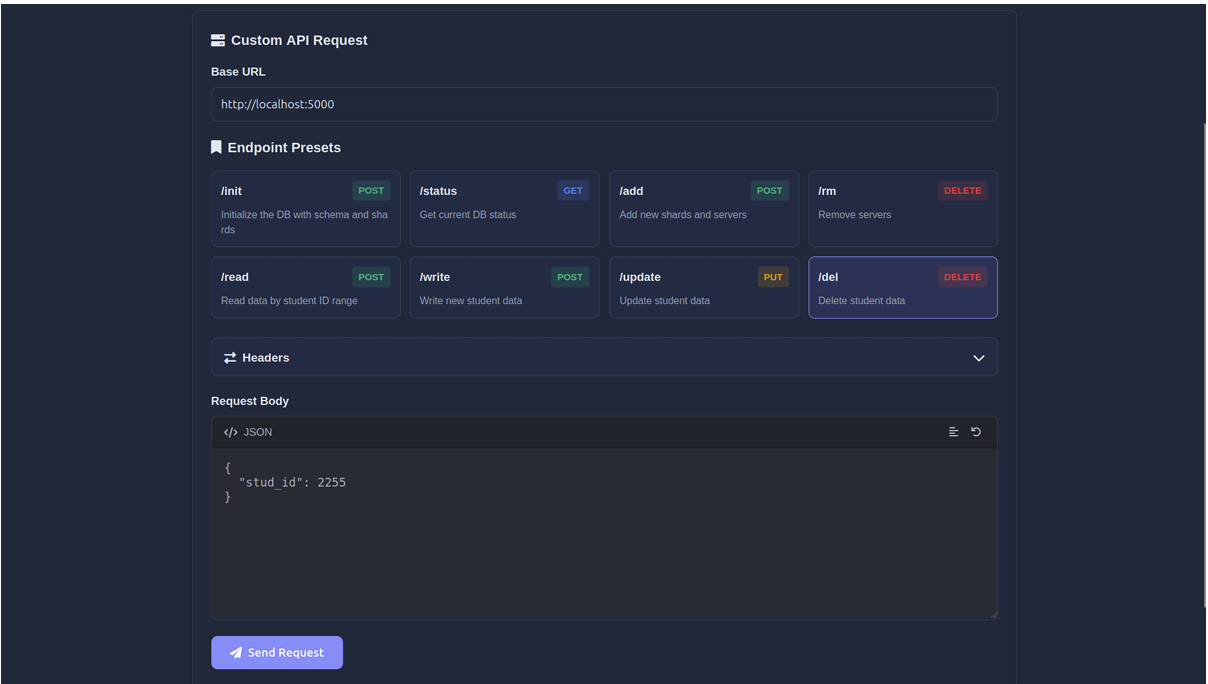 Custom API Request
Base URL
http://localhost:5000
Endpoint Presets
/init POST
Initialize the DB with schema and sha
rds
/status GET
Get current DB status
/add POST
Add new shards and servers
/rm DELETE
Remove servers
/read POST
Read data by student ID range
/write POST
Write new student data
/update PUT
Update student data
/del DELETE
Delete student data
Headers
Request Body
</> JSON
{
  "stud_id": 2255
}
Send Request